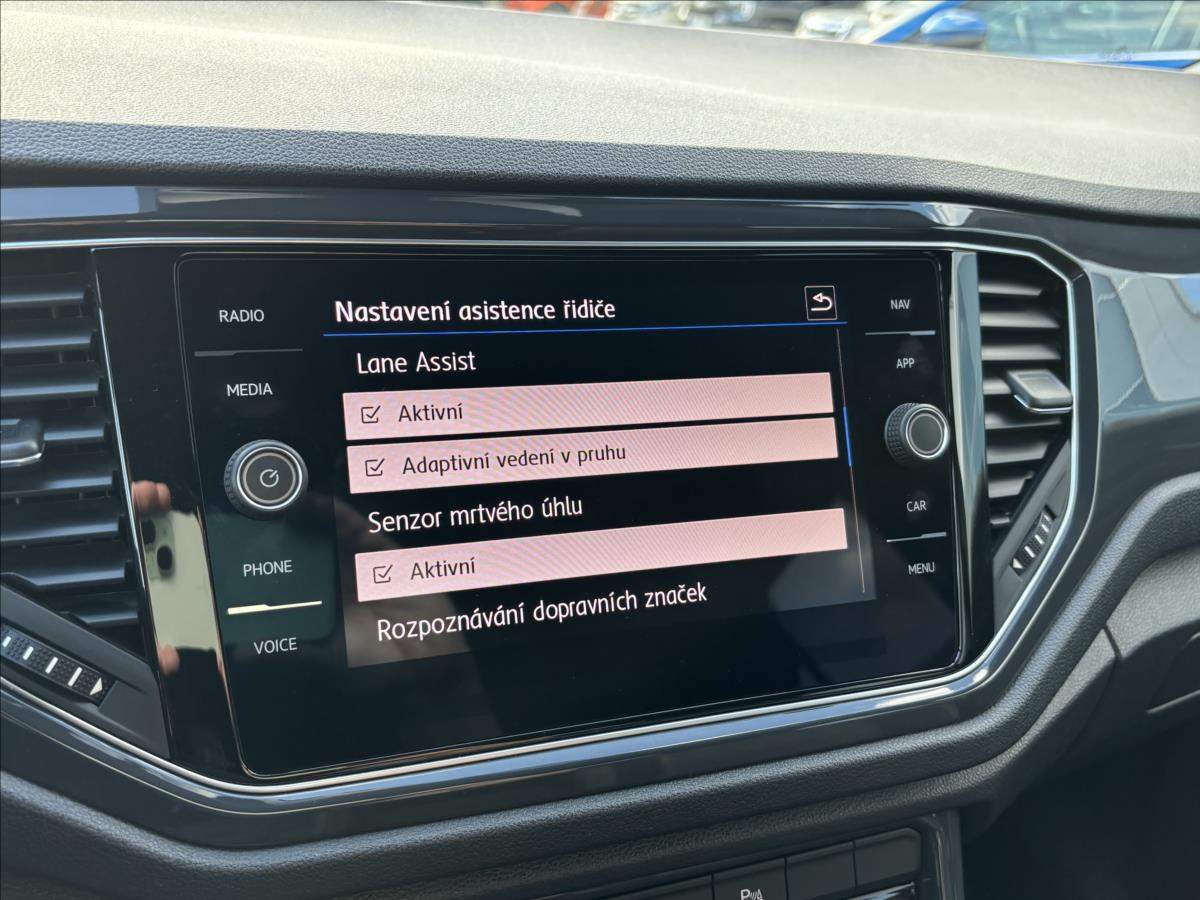 RADIO
MEDIA
PHONE
VOICE
Nastavení asistence řidiče
Lane Assist
Aktivní
Adaptivní vedení v pruhu
Senzor mrtvého úhlu
Aktivní
Rozpoznávání dopravních značek
NAV
APP
CAR
MENU
P